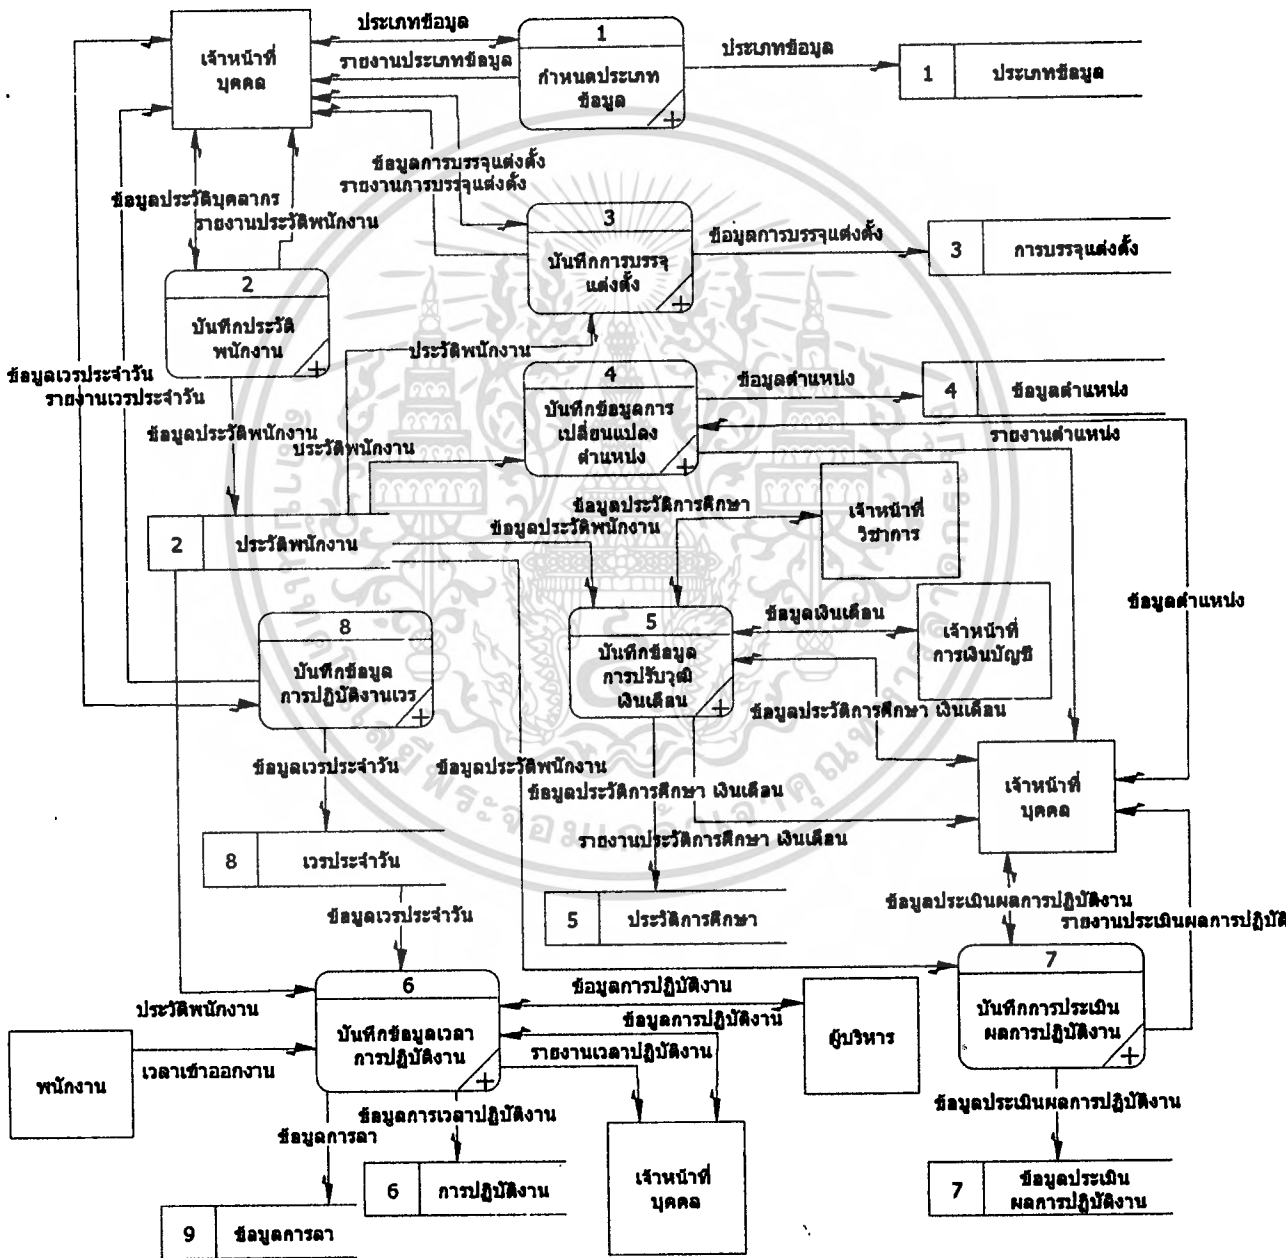 ประเภทข้อมูล
เจ้าหน้าที่
บุคคล
รายงานประเภทข้อมูล
1
กำหนดประเภท
ข้อมูล
ประเภทข้อมูล
1
ประเภทข้อมูล
ข้อมูลการบรรจุแต่งตั้ง
รายงานการบรรจุแต่งตั้ง
ข้อมูลประวัติบุคลากร
รายงานประวัติพนักงาน
3
บันทึกการบรรจุ
แต่งตั้ง
ข้อมูลการบรรจุแต่งตั้ง
3
การบรรจุแต่งตั้ง
2
บันทึกประวัติ
พนักงาน
ประวัติพนักงาน
ข้อมูลเวรประจำวัน
รายงานเวรประจำวัน
4
บันทึกข้อมูลการ
เปลี่ยนแปลง
ตำแหน่ง
ข้อมูลตำแหน่ง
4
ข้อมูลตำแหน่ง
รายงานตำแหน่ง
ข้อมูลประวัติพนักงาน
ประวัติพนักงาน
2
ประวัติพนักงาน
ข้อมูลประวัติการศึกษา
ข้อมูลประวัติพนักงาน
เจ้าหน้าที่
วิชาการ
ข้อมูลตำแหน่ง
8
บันทึกข้อมูล
การปฏิบัติงานเวร
5
บันทึกข้อมูล
การปรับวุฒิ
เงินเดือน
ข้อมูลเงินเดือน
เจ้าหน้าที่
การเงินบัญชี
ข้อมูลประวัติการศึกษา เงินเดือน
ข้อมูลเวรประจำวัน
ข้อมูลประวัติพนักงาน
ข้อมูลประวัติการศึกษา เงินเดือน
เจ้าหน้าที่
บุคคล
รายงานประวัติการศึกษา เงินเดือน
8
เวรประจำวัน
ข้อมูลเวรประจำวัน
5
ประวัติการศึกษา
ข้อมูลประเมินผลการปฏิบัติงาน
รายงานประเมินผลการปฏิบัติ
6
บันทึกข้อมูลเวลา
การปฏิบัติงาน
ประวัติพนักงาน
พนักงาน
เวลาเข้าออกงาน
ข้อมูลการปฏิบัติงาน
ข้อมูลการปฏิบัติงาน
รายงานเวลาปฏิบัติงาน
ผู้บริหาร
7
บันทึกการประเมิน
ผลการปฏิบัติงาน
ข้อมูลการเวลาปฏิบัติงาน
ข้อมูลการลา
ข้อมูลประเมินผลการปฏิบัติงาน
6
การปฏิบัติงาน
เจ้าหน้าที่
บุคคล
7
ข้อมูลประเมิน
ผลการปฏิบัติงาน
9
ข้อมูลการลา